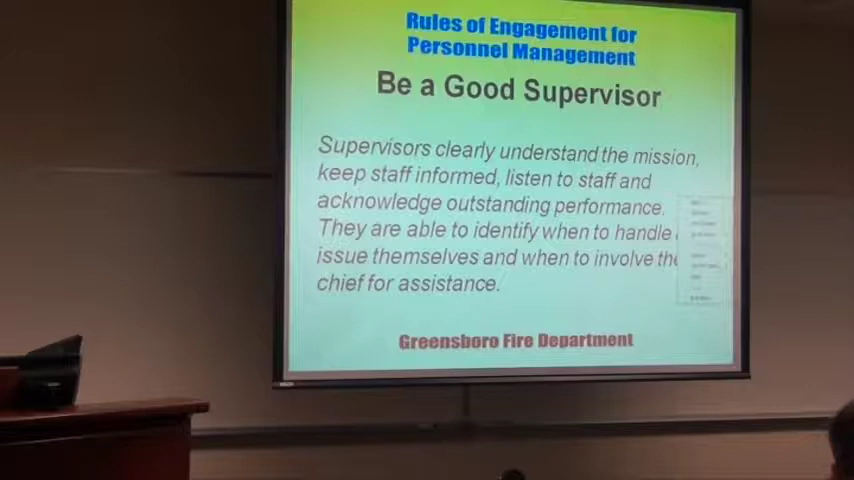 Rules of Engagement for
Personnel Management
Be a Good Supervisor
Supervisors clearly understand the mission,
keep staff informed, listen to staff and
acknowledge outstanding performance.
They are able to identify when to handle
issue themselves and when to involve the
chief for assistance.
Greensboro Fire Department